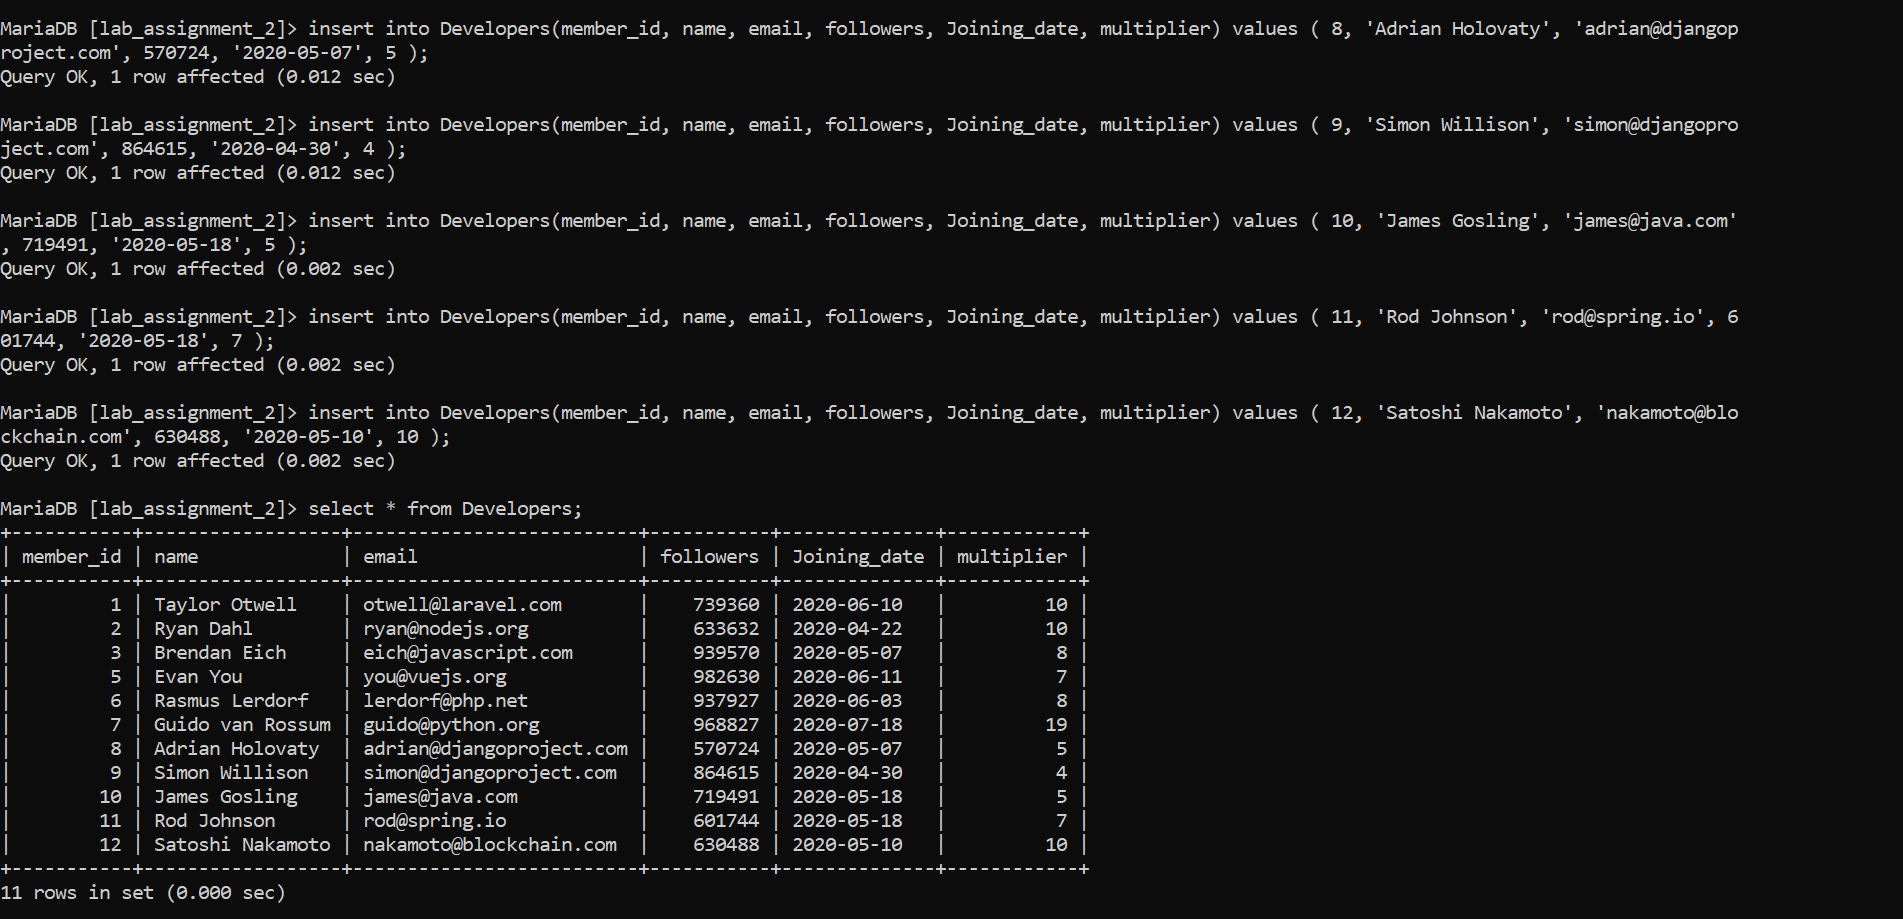 MariaDB [lab_assignment_2]> insert into Developers(member_id, name, email, followers, Joining_date, multiplier) values ( 8, 'Adrian Holovaty', 'adrian@djangop
roject.com', 570724, '2020-05-07', 5 );
Query OK, 1 row affected (0.012 sec)

MariaDB [lab_assignment_2]> insert into Developers(member_id, name, email, followers, Joining_date, multiplier) values ( 9, 'Simon Willison', 'simon@djangopro
ject.com', 864615, '2020-04-30', 4 );
Query OK, 1 row affected (0.012 sec)

MariaDB [lab_assignment_2]> insert into Developers(member_id, name, email, followers, Joining_date, multiplier) values ( 10, 'James Gosling', 'james@java.com'
, 719491, '2020-05-18', 5 );
Query OK, 1 row affected (0.002 sec)

MariaDB [lab_assignment_2]> insert into Developers(member_id, name, email, followers, Joining_date, multiplier) values ( 11, 'Rod Johnson', 'rod@spring.io', 6
01744, '2020-05-18', 7 );
Query OK, 1 row affected (0.002 sec)

MariaDB [lab_assignment_2]> insert into Developers(member_id, name, email, followers, Joining_date, multiplier) values ( 12, 'Satoshi Nakamoto', 'nakamoto@blo
ckchain.com', 630488, '2020-05-10', 10 );
Query OK, 1 row affected (0.002 sec)

MariaDB [lab_assignment_2]> select * from Developers;
+-----------+------------------+--------------------------+-----------+--------------+------------+
| member_id | name             | email                    | followers | Joining_date | multiplier |
+-----------+------------------+--------------------------+-----------+--------------+------------+
|         1 | Taylor Otwell    | otwell@laravel.com       |    739360 | 2020-06-10   |         10 |
|         2 | Ryan Dahl        | ryan@nodejs.org          |    633632 | 2020-04-22   |         10 |
|         3 | Brendan Eich     | eich@javascript.com      |    939570 | 2020-05-07   |          8 |
|         5 | Evan You         | you@vuejs.org            |    982630 | 2020-06-11   |          7 |
|         6 | Rasmus Lerdorf   | lerdorf@php.net          |    937927 | 2020-06-03   |          8 |
|         7 | Guido van Rossum | guido@python.org         |    968827 | 2020-07-18   |         19 |
|         8 | Adrian Holovaty  | adrian@djangoproject.com |    570724 | 2020-05-07   |          5 |
|         9 | Simon Willison   | simon@djangoproject.com  |    864615 | 2020-04-30   |          4 |
|        10 | James Gosling    | james@java.com           |    719491 | 2020-05-18   |          5 |
|        11 | Rod Johnson      | rod@spring.io            |    601744 | 2020-05-18   |          7 |
|        12 | Satoshi Nakamoto | nakamoto@blockchain.com  |    630488 | 2020-05-10   |         10 |
+-----------+------------------+--------------------------+-----------+--------------+------------+
11 rows in set (0.000 sec)